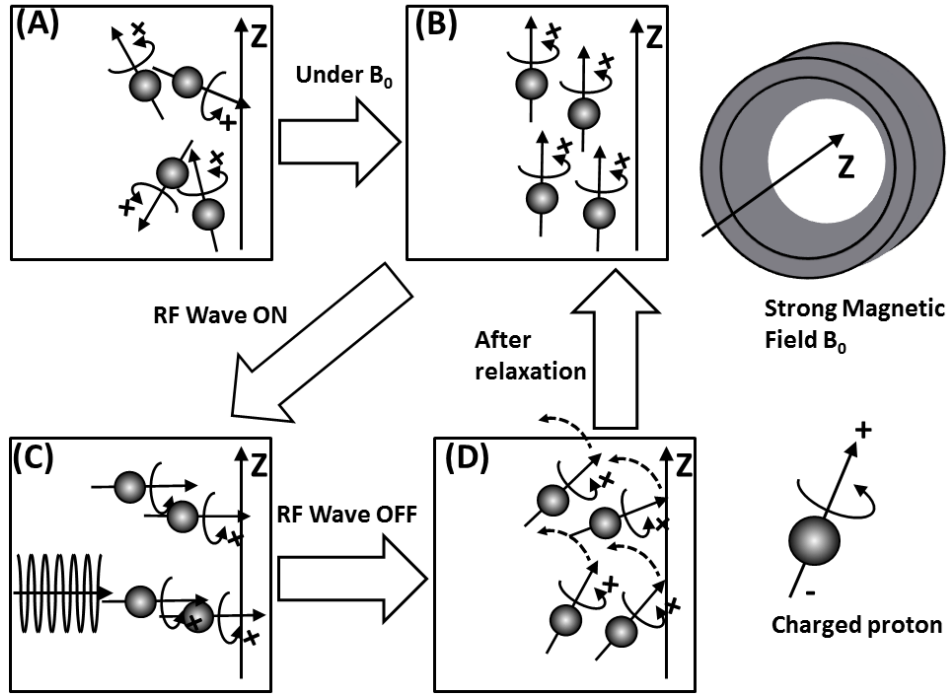 (A)
Z
Under B₀
(B)
Z
Z
Strong Magnetic
Field B₀
RF Wave ON
After
relaxation
(C)
Z
RF Wave OFF
(D)
Z
+
-
Charged proton